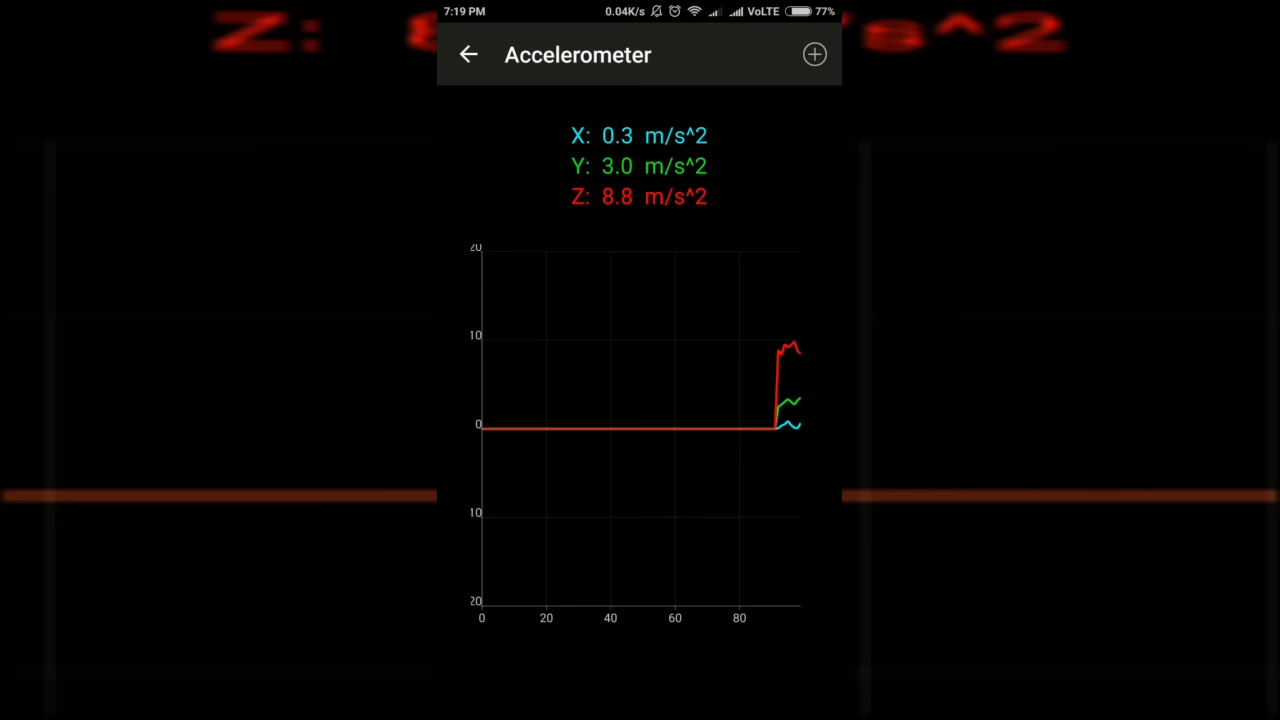 7:19 PM 0.04K/s VoLTE 77%
Accelerometer
X: 0.3 m/s^2
Y: 3.0 m/s^2
Z: 8.8 m/s^2
20
10
0
10
20
0 20 40 60 80
Z: s^2